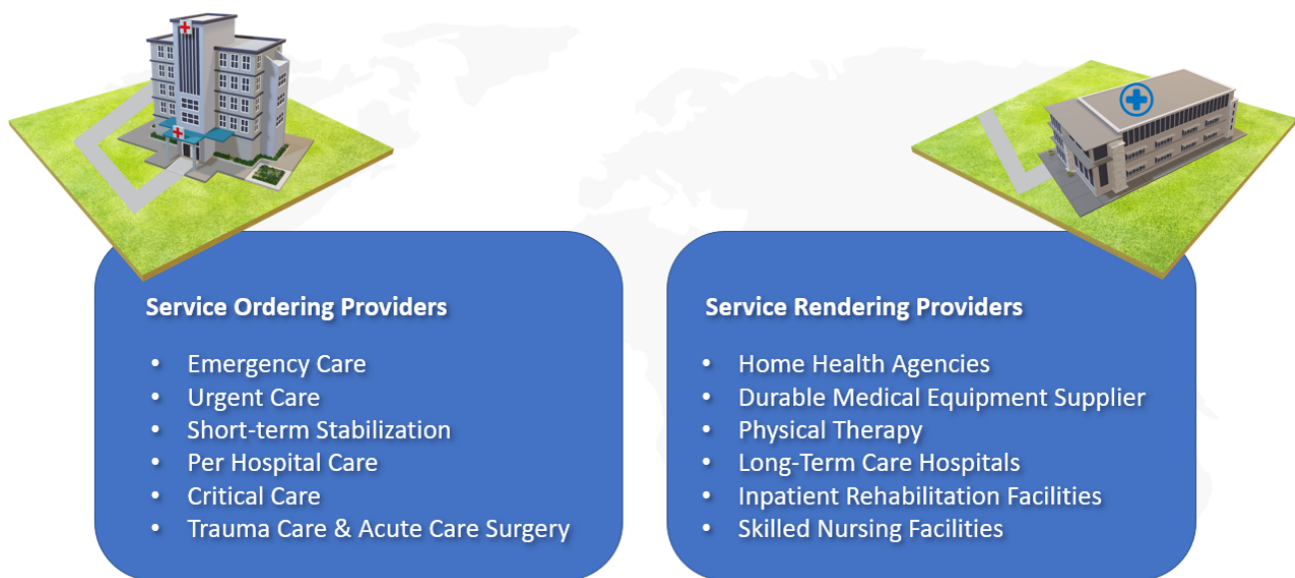 Service Ordering Providers
• Emergency Care
• Urgent Care
• Short-term Stabilization
• Per Hospital Care
• Critical Care
• Trauma Care & Acute Care Surgery
Service Rendering Providers
• Home Health Agencies
• Durable Medical Equipment Supplier
• Physical Therapy
• Long-Term Care Hospitals
• Inpatient Rehabilitation Facilities
• Skilled Nursing Facilities